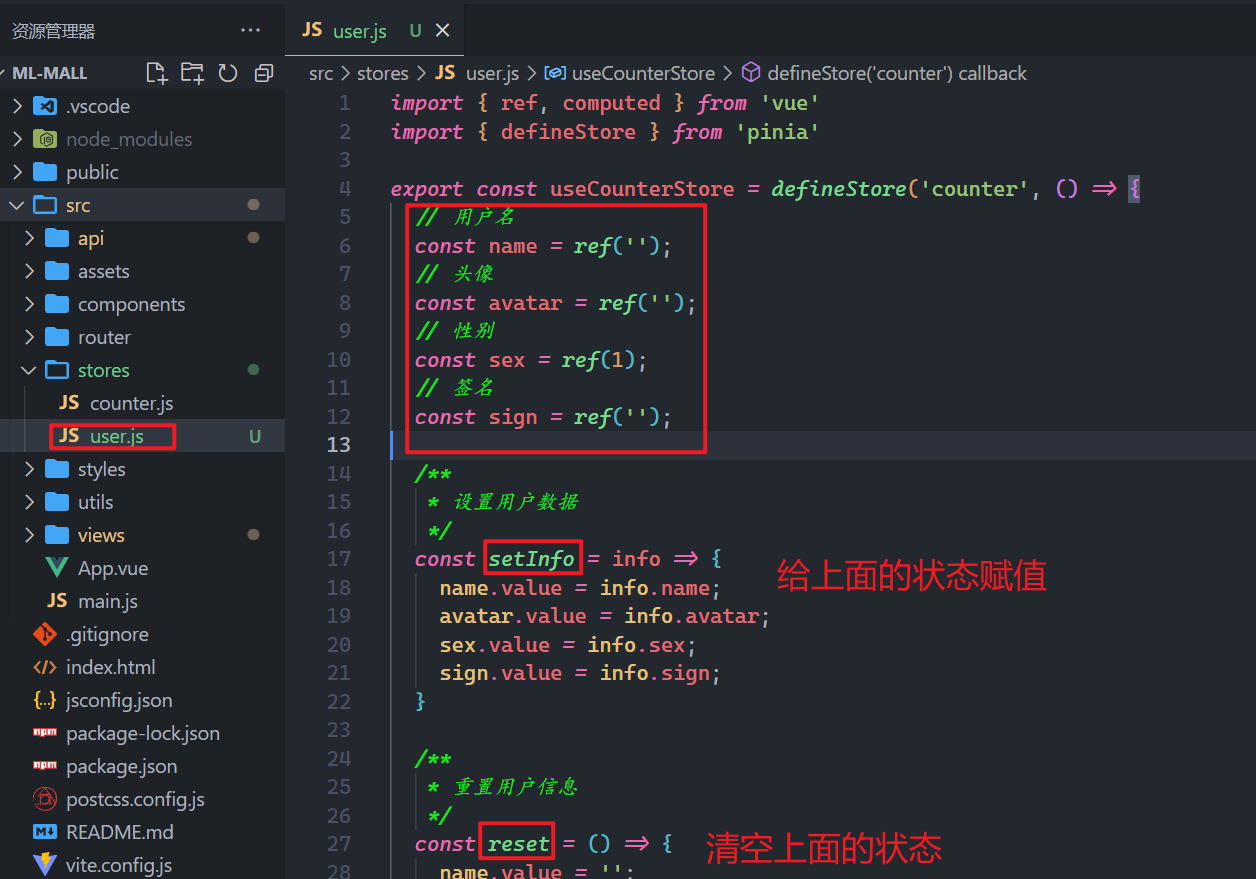 资源管理器 ···
JS user.js U ×
ML-MALL
src > stores > JS user.js > useCounterStore > defineStore('counter') callback
.vscode
node_modules
public
src
api
assets
components
router
stores
JS counter.js
JS user.js U
styles
utils
views
App.vue
JS main.js
.gitignore
index.html
jsconfig.json
package-lock.json
package.json
postcss.config.js
README.md
vite.config.js
1 import { ref, computed } from 'vue'
2 import { defineStore } from 'pinia'
3
4 export const useCounterStore = defineStore('counter', () => {
5 // 用户名
6 const name = ref('');
7 // 头像
8 const avatar = ref('');
9 // 性别
10 const sex = ref(1);
11 // 签名
12 const sign = ref('');
13
14 /**
15 * 设置用户数据
16 */
17 const setInfo = info => {
给上面的状态赋值
18 name.value = info.name;
19 avatar.value = info.avatar;
20 sex.value = info.sex;
21 sign.value = info.sign;
22 }
23
24 /**
25 * 重置用户信息
26 */
27 const reset = () => {
清空上面的状态
28 name.value = '';